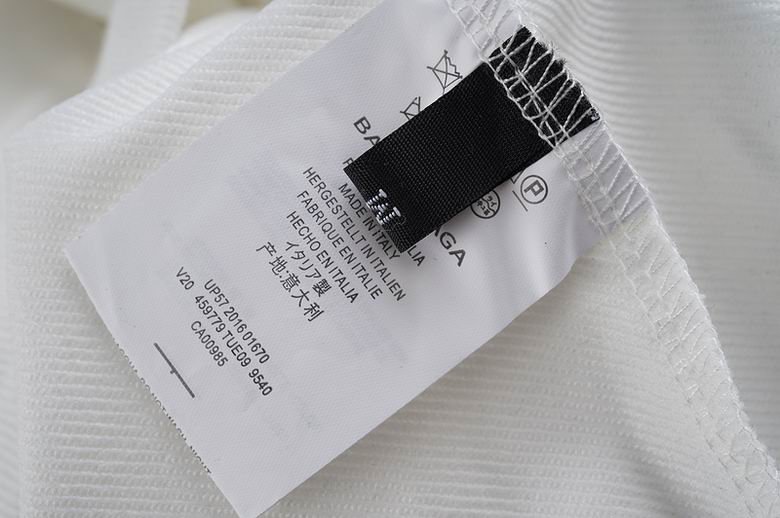 M
MADE IN ITALY
HERGESTELLT IN ITALIEN
FABRIQUE EN ITALIE
HECHO EN ITALIA
イタリア製
产地:意大利
UP57 2016 01670
V20 459779 TUE09 9540
CA00985
P